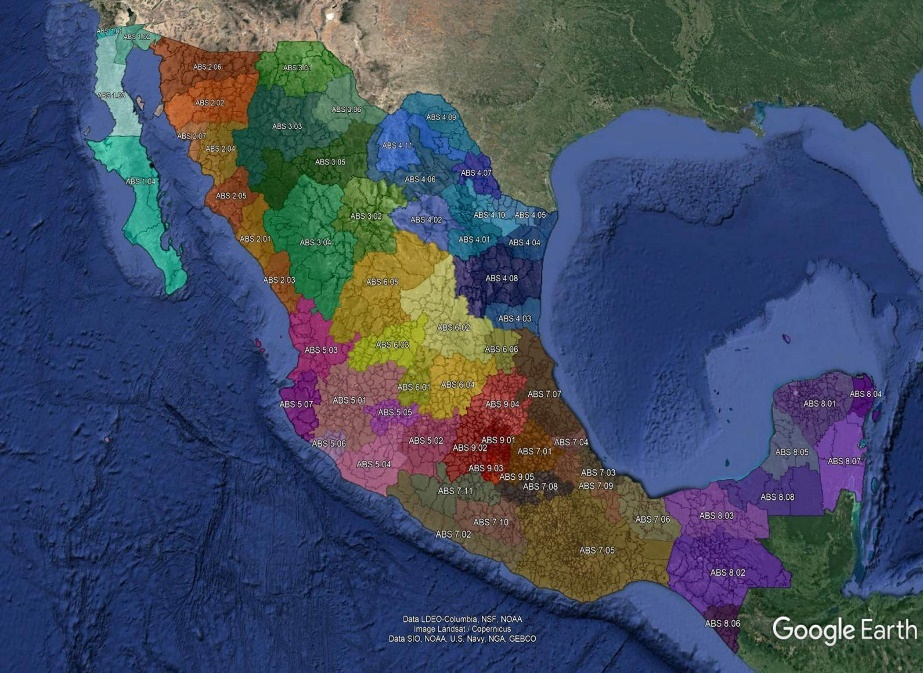 ABS 1.02
ABS 2.06
ABS 3.01
ABS 2.02
ABS 3.06
ABS 4.09
ABS 3.03
ABS 2.07
ABS 2.04
ABS 4.11
ABS 3.05
ABS 4.07
ABS 4.06
ABS 1.04
ABS 2.05
ABS 3.02
ABS 4.02
ABS 4.10
ABS 4.05
ABS 2.01
ABS 3.04
ABS 4.01
ABS 4.04
ABS 2.03
ABS 6.05
ABS 4.08
ABS 4.03
ABS 6.02
ABS 5.03
ABS 6.03
ABS 6.06
ABS 6.01
ABS 6.04
ABS 7.07
ABS 8.04
ABS 5.07
ABS 5.01
ABS 9.04
ABS 8.01
ABS 5.05
ABS 5.06
ABS 5.02
ABS 9.01
ABS 7.04
ABS 9.02
ABS 7.01
ABS 8.05
ABS 5.04
ABS 9.03
ABS 8.07
ABS 9.05
ABS 7.03
ABS 7.11
ABS 7.08
ABS 7.09
ABS 8.08
ABS 7.10
ABS 7.06
ABS 8.03
ABS 7.02
ABS 7.05
ABS 8.02
ABS 8.06
Data LDEO-Columbia, NSF, NOAA
Image Landsat / Copernicus
Data SIO, NOAA, U.S. Navy, NGA, GEBCO
Google Earth